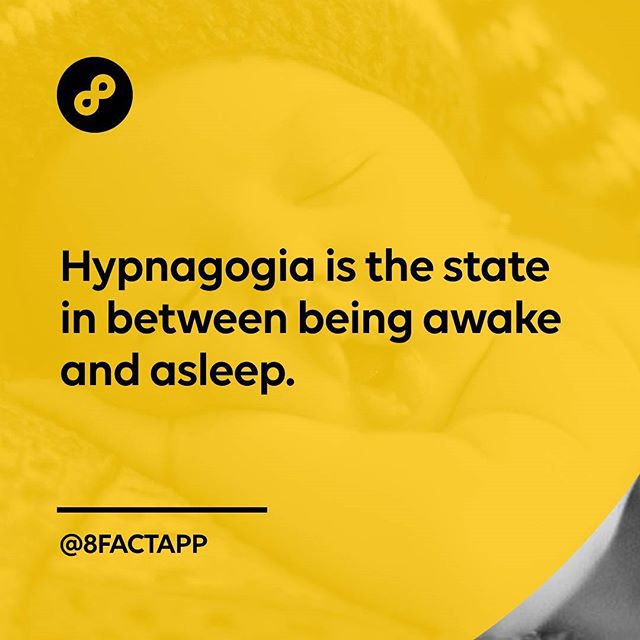 Hypnagogia is the state
in between being awake
and asleep.
@8FACTAPP